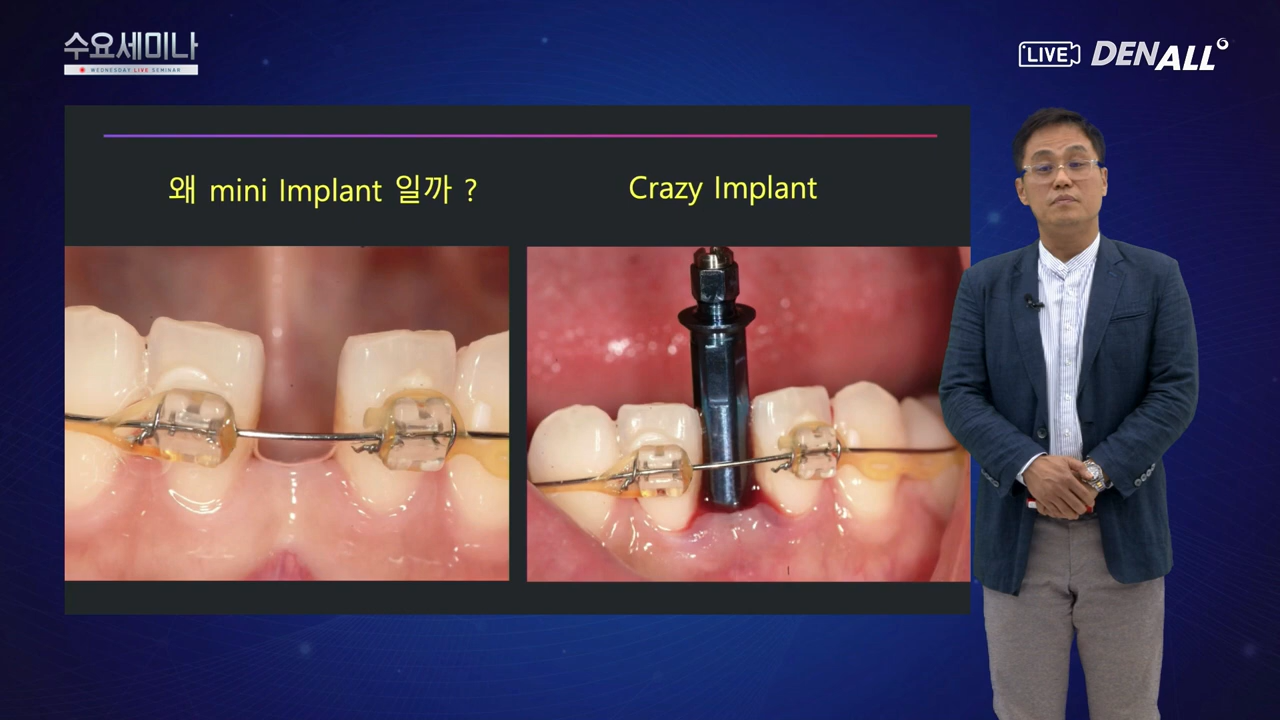 수요세미나
WEDNESDAY LIVE SEMINAR
LIVE DENALL
왜 mini Implant 일까 ?
Crazy Implant